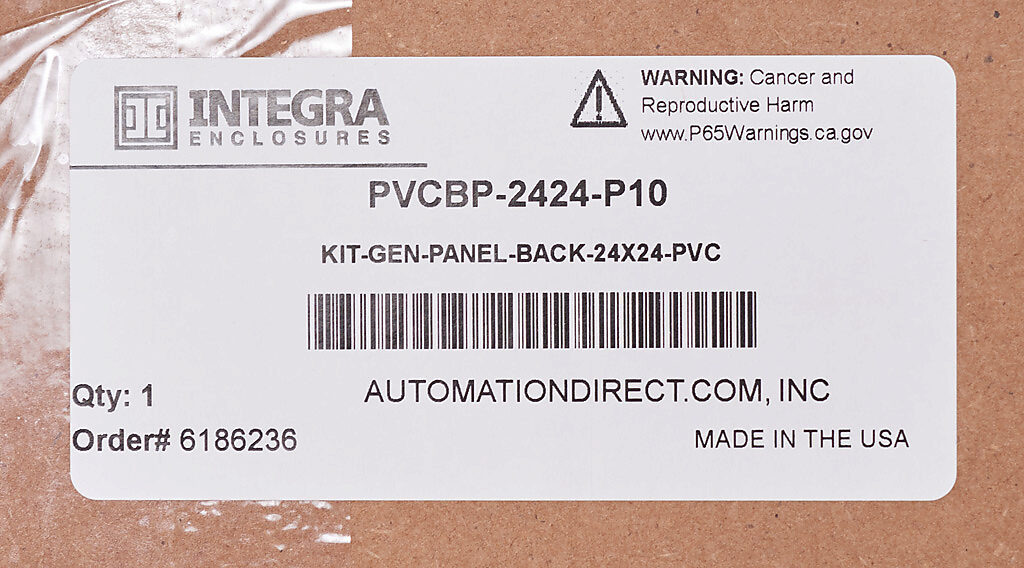 INTEGRA
ENCLOSURES
WARNING: Cancer and
Reproductive Harm
www.P65Warnings.ca.gov
PVCBP-2424-P10
KIT-GEN-PANEL-BACK-24X24-PVC
Qty: 1
AUTOMATIONDIRECT.COM, INC
Order# 6186236
MADE IN THE USA